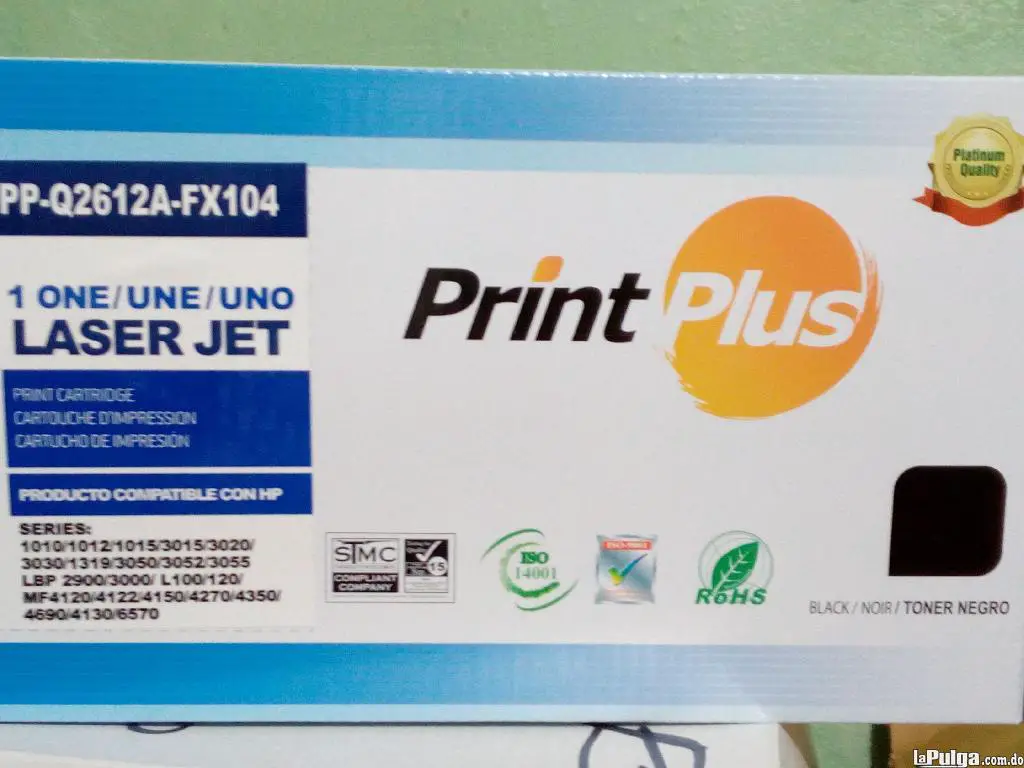 Platinum
Quality
PP-Q2612A-FX104
1 ONE/UNE/UNO
LASER JET
Print Plus
PRINT CARTRIDGE
CARTOUCHE D'IMPRESSION
CARTUCHO DE IMPRESIÓN
PRODUCTO COMPATIBLE CON HP
SERIES:
1010/1012/1015/3015/3020/
3030/1319/3050/3052/3055
LBP 2900/3000/ L100/120/
MF4120/4122/4150/4270/4350/
4690/4130/6570
STMC
COMPLIANT
COMPANY
15
ISO
14001
ISO-9001
RoHS
BLACK / NOIR / TONER NEGRO
laPulga.com.do